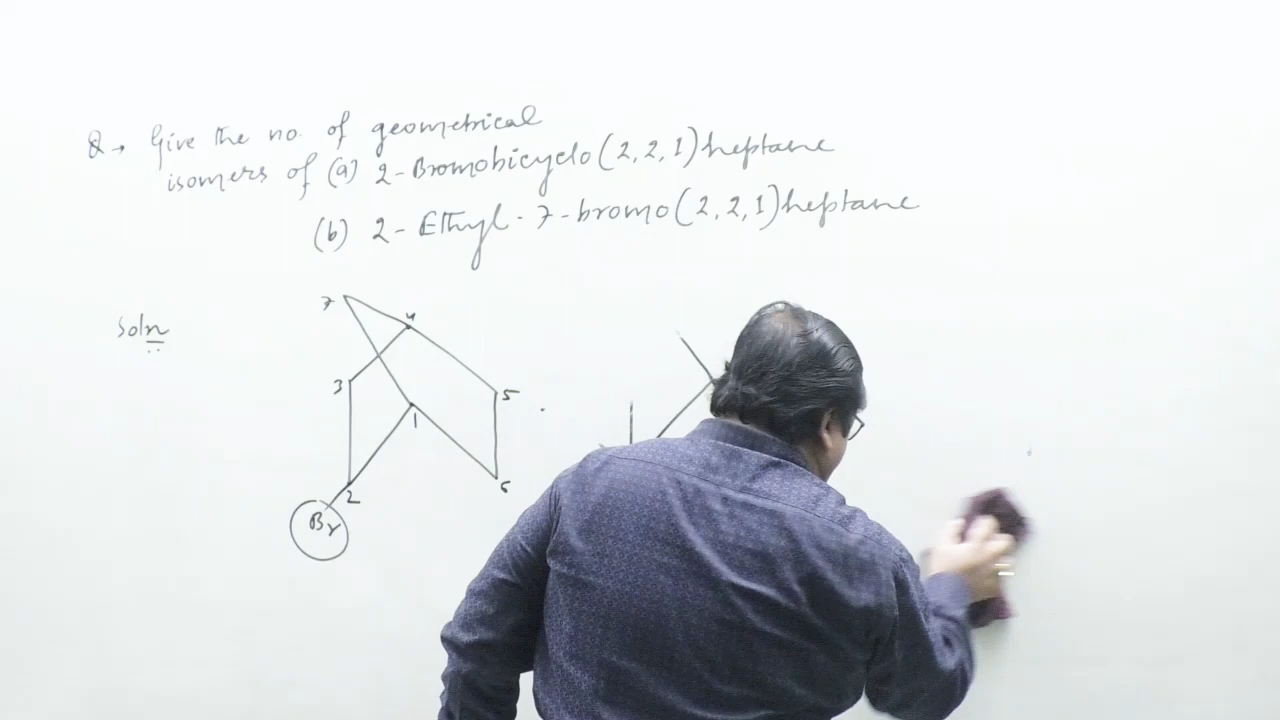 Q → Give the no. of geometrical
isomers of (a) 2-Bromobicyclo(2,2,1)heptane
(b) 2-Ethyl-7-bromo(2,2,1)heptane
Soln
7
4
3
5
1
2
6
Br